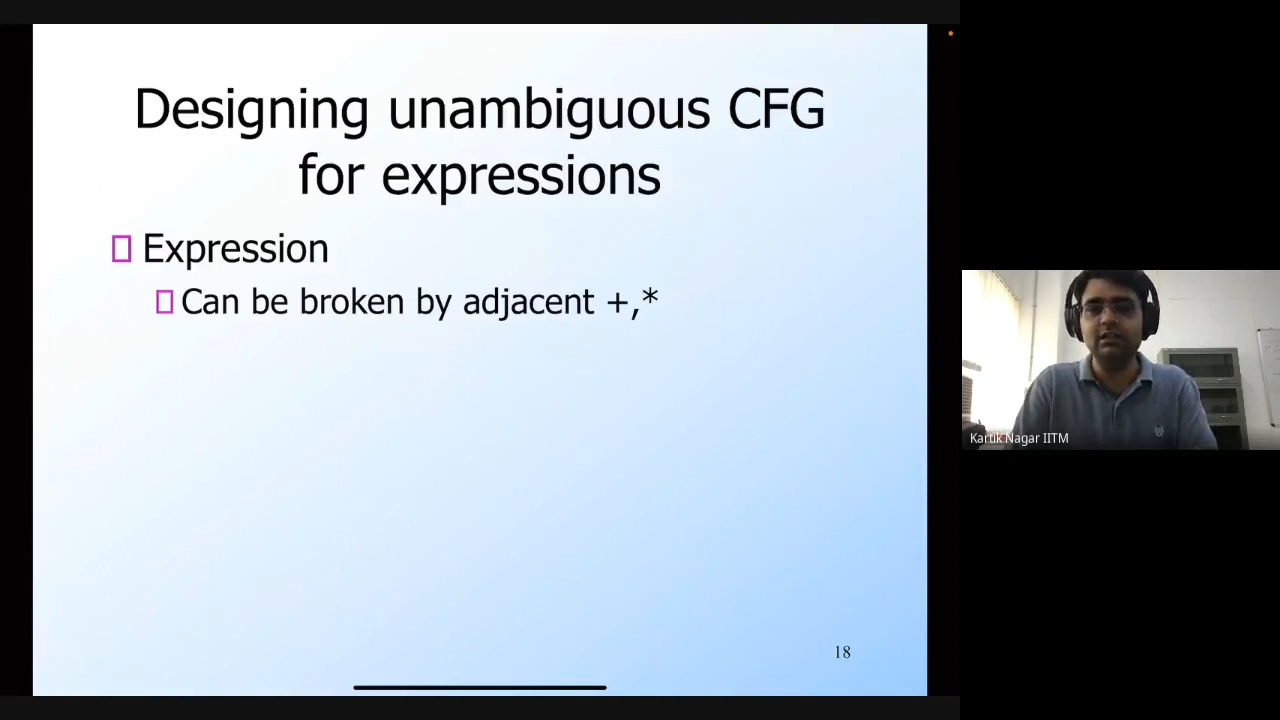 Designing unambiguous CFG
for expressions
Expression
Can be broken by adjacent +,*
18
Kartik Nagar IITM